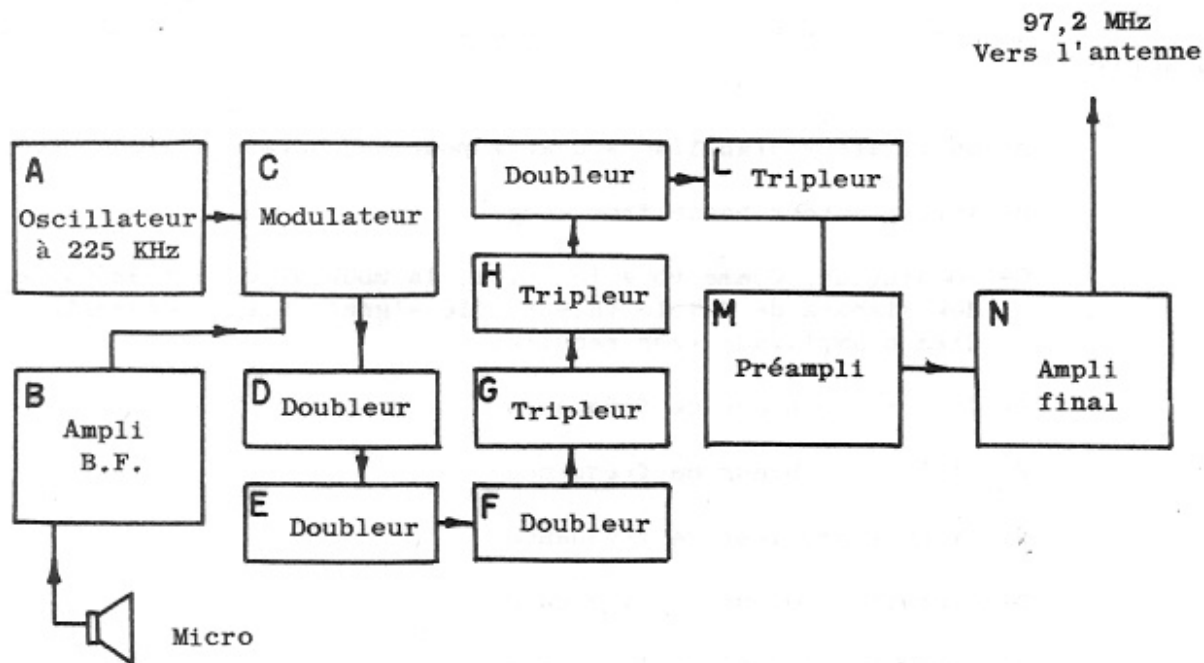 97,2 MHz
Vers l'antenne
A
Oscillateur
à 225 KHz
C
Modulateur
Doubleur
L
Tripleur
H
Tripleur
M
Préampli
N
Ampli
final
B
Ampli
B.F.
D
Doubleur
G
Tripleur
E
Doubleur
F
Doubleur
Micro